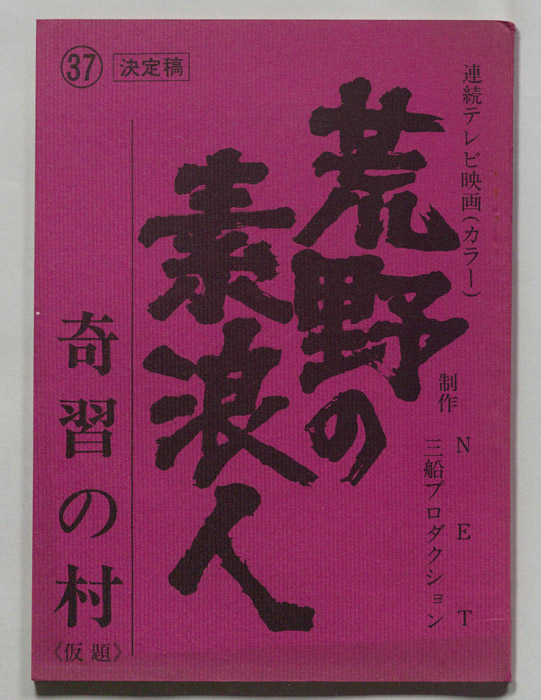 連続テレビ映画(カラー)
荒野の
素浪人
制作
NET
三船プロダクション
㊲ 決定稿
奇習の村
《仮題》